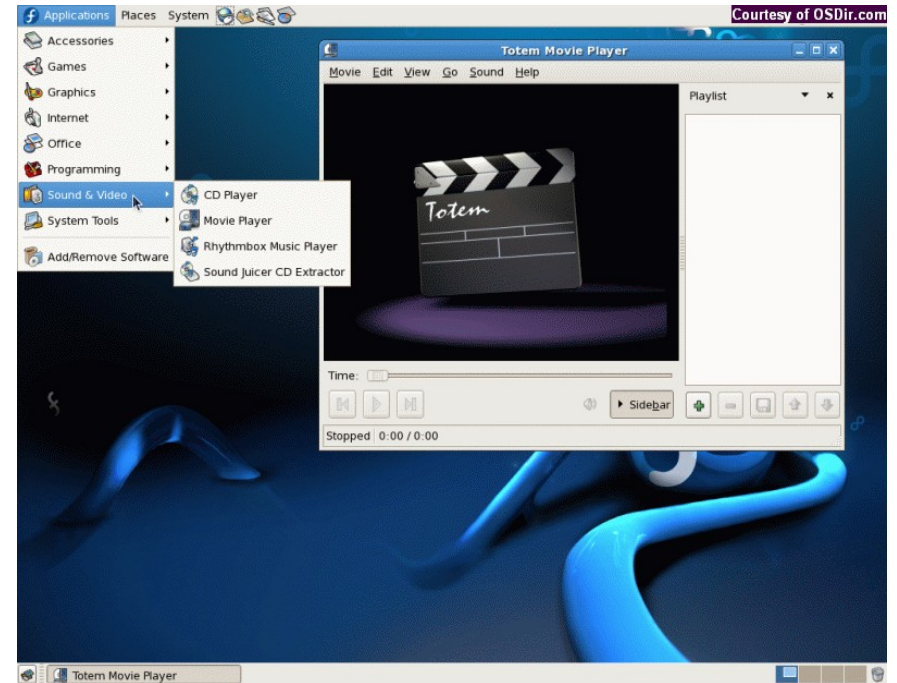 Applications Places System
Courtesy of OSDir.com
Accessories
Games
Graphics
Internet
Office
Programming
Sound & Video
System Tools
Add/Remove Software
CD Player
Movie Player
Rhythmbox Music Player
Sound Juicer CD Extractor
Totem Movie Player
Movie Edit View Go Sound Help
Playlist
Totem
Time:
Sidebar
Stopped 0:00 / 0:00
Totem Movie Player